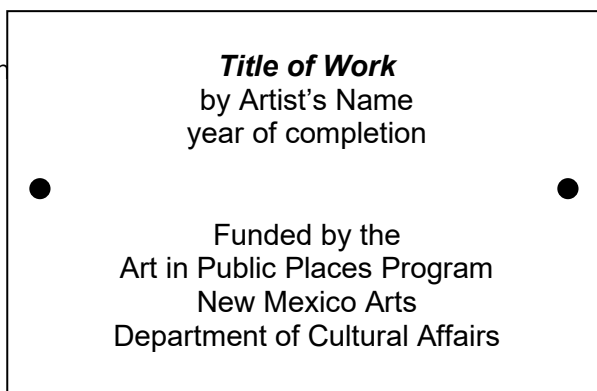 Title of Work
by Artist's Name
year of completion
Funded by the
Art in Public Places Program
New Mexico Arts
Department of Cultural Affairs